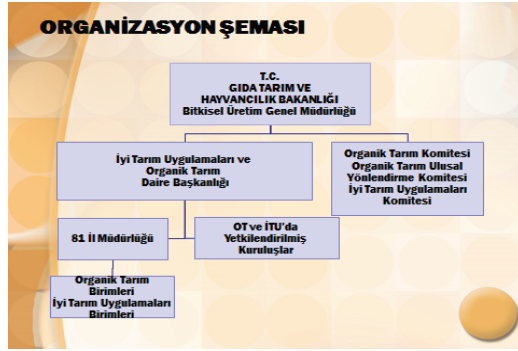 ORGANİZASYON ŞEMASI
T.C.
GIDA TARIM VE
HAYVANCILIK BAKANLIĞI
Bitkisel Üretim Genel Müdürlüğü
İyi Tarım Uygulamaları ve
Organik Tarım
Daire Başkanlığı
Organik Tarım Komitesi
Organik Tarım Ulusal
Yönlendirme Komitesi
İyi Tarım Uygulamaları
Komitesi
81 İl Müdürlüğü
OT ve İTU'da
Yetkilendirilmiş
Kuruluşlar
Organik Tarım
Birimleri
İyi Tarım Uygulamaları
Birimleri